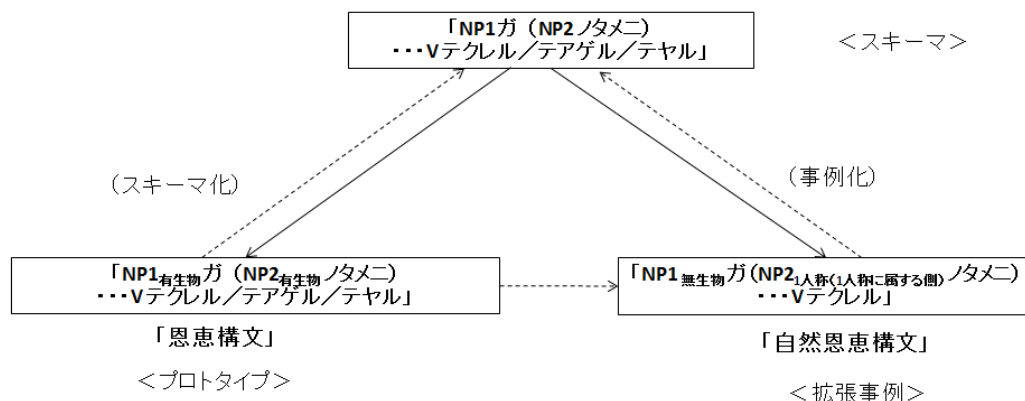 「NP1ガ（NP2ノタメニ）
・・・Vテクレル／テアゲル／テヤル」
＜スキーマ＞
（スキーマ化）
（事例化）
「NP1有生物ガ（NP2有生物ノタメニ）
・・・Vテクレル／テアゲル／テヤル」
「NP1無生物ガ（NP21人称（1人称に属する側）ノタメニ）
・・・Vテクレル」
「恩恵構文」
「自然恩恵構文」
＜プロトタイプ＞
＜拡張事例＞